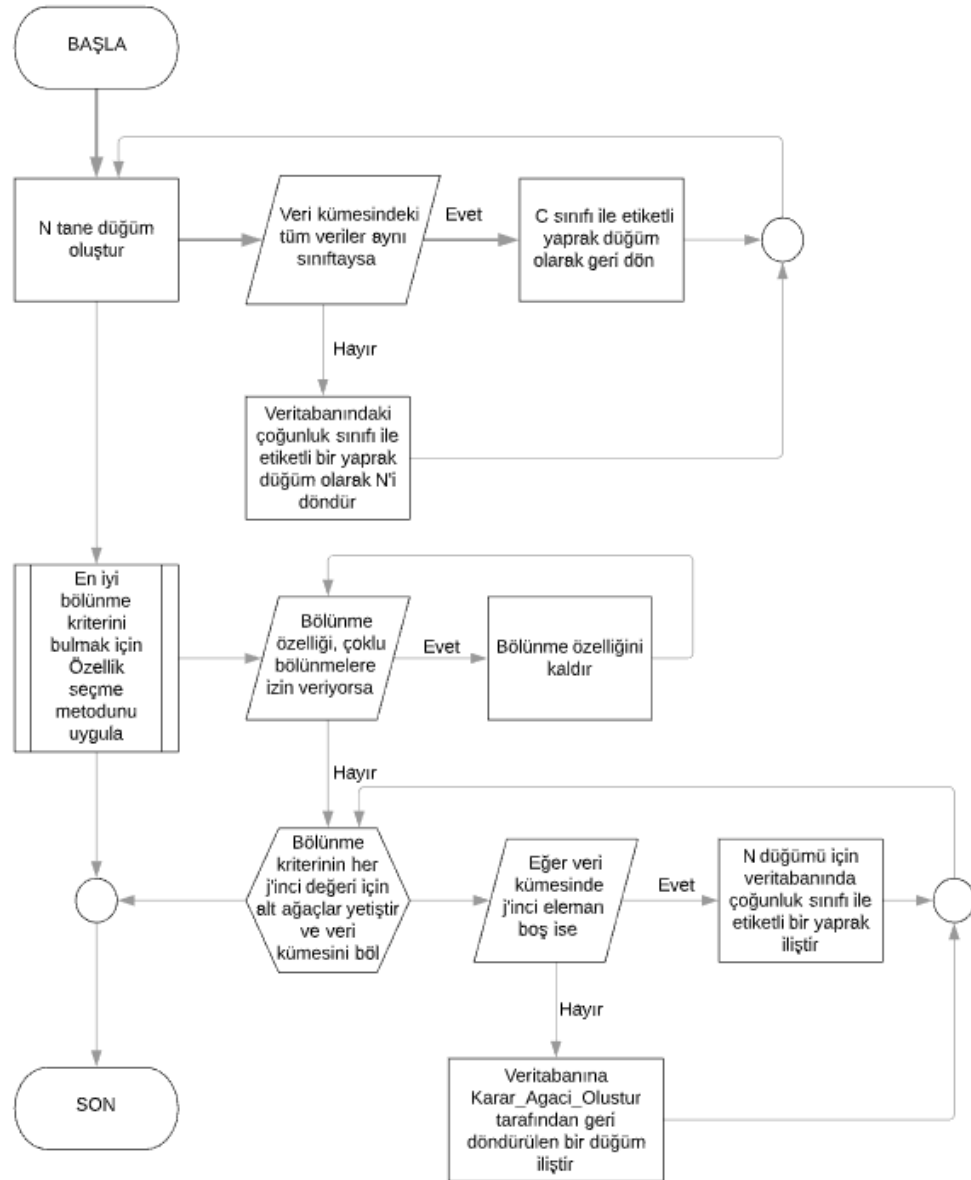 BAŞLA
N tane düğüm
oluştur
Veri kümesindeki
tüm veriler aynı
sınıftaysa
Evet
C sınıfı ile etiketli
yaprak düğüm
olarak geri dön
Hayır
Veritabanındaki
çoğunluk sınıfı ile
etiketli bir yaprak
düğüm olarak N'i
döndür
En iyi
bölünme
kriterini
bulmak için
Özellik
seçme
metodunu
uygula
Bölünme
özelliği, çoklu
bölünmelere
izin veriyorsa
Evet
Bölünme özelliğini
kaldır
Hayır
Bölünme
kriterinin her
j'inci değeri için
alt ağaçlar yetiştir
ve veri
kümesini böl
Eğer veri
kümesinde
j'inci eleman
boş ise
Evet
N düğümü için
veritabanında
çoğunluk sınıfı ile
etiketli bir yaprak
iliştir
Hayır
Veritabanına
Karar_Agaci_Olustur
tarafından geri
döndürülen bir düğüm
iliştir
SON